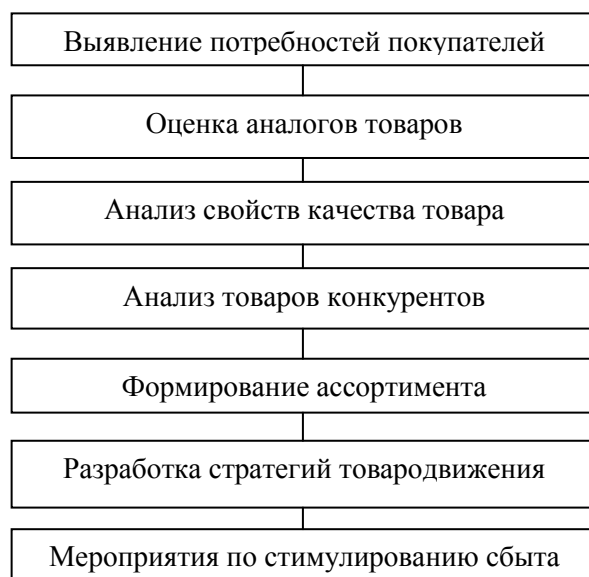 Выявление потребностей покупателей
Оценка аналогов товаров
Анализ свойств качества товара
Анализ товаров конкурентов
Формирование ассортимента
Разработка стратегий товародвижения
Мероприятия по стимулированию сбыта